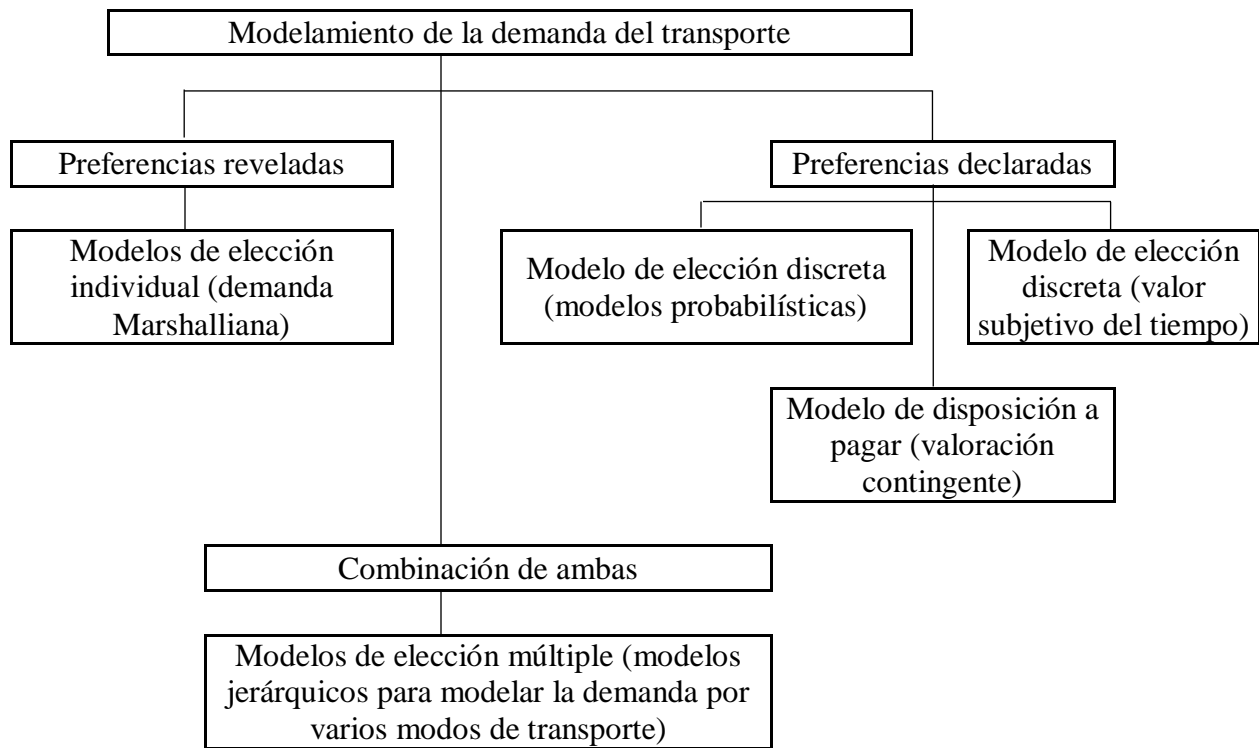 Modelamiento de la demanda del transporte
Preferencias reveladas
Preferencias declaradas
Modelos de elección
individual (demanda
Marshalliana)
Modelo de elección discreta
(modelos probabilísticas)
Modelo de elección
discreta (valor
subjetivo del tiempo)
Modelo de disposición a
pagar (valoración
contingente)
Combinación de ambas
Modelos de elección múltiple (modelos
jerárquicos para modelar la demanda por
varios modos de transporte)